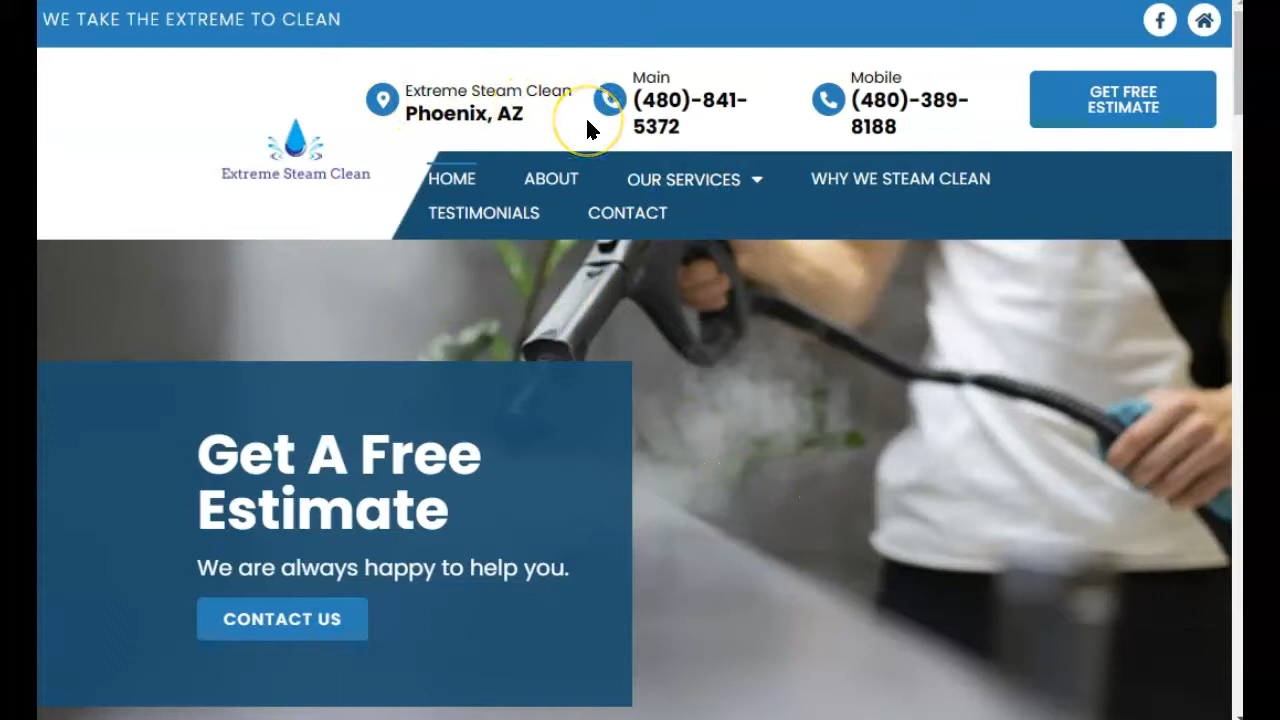 WE TAKE THE EXTREME TO CLEAN
Extreme Steam Clean
Phoenix, AZ
Main
(480)-841-
5372
Mobile
(480)-389-
8188
GET FREE
ESTIMATE
Extreme Steam Clean
HOME ABOUT OUR SERVICES WHY WE STEAM CLEAN
TESTIMONIALS CONTACT
Get A Free
Estimate
We are always happy to help you.
CONTACT US